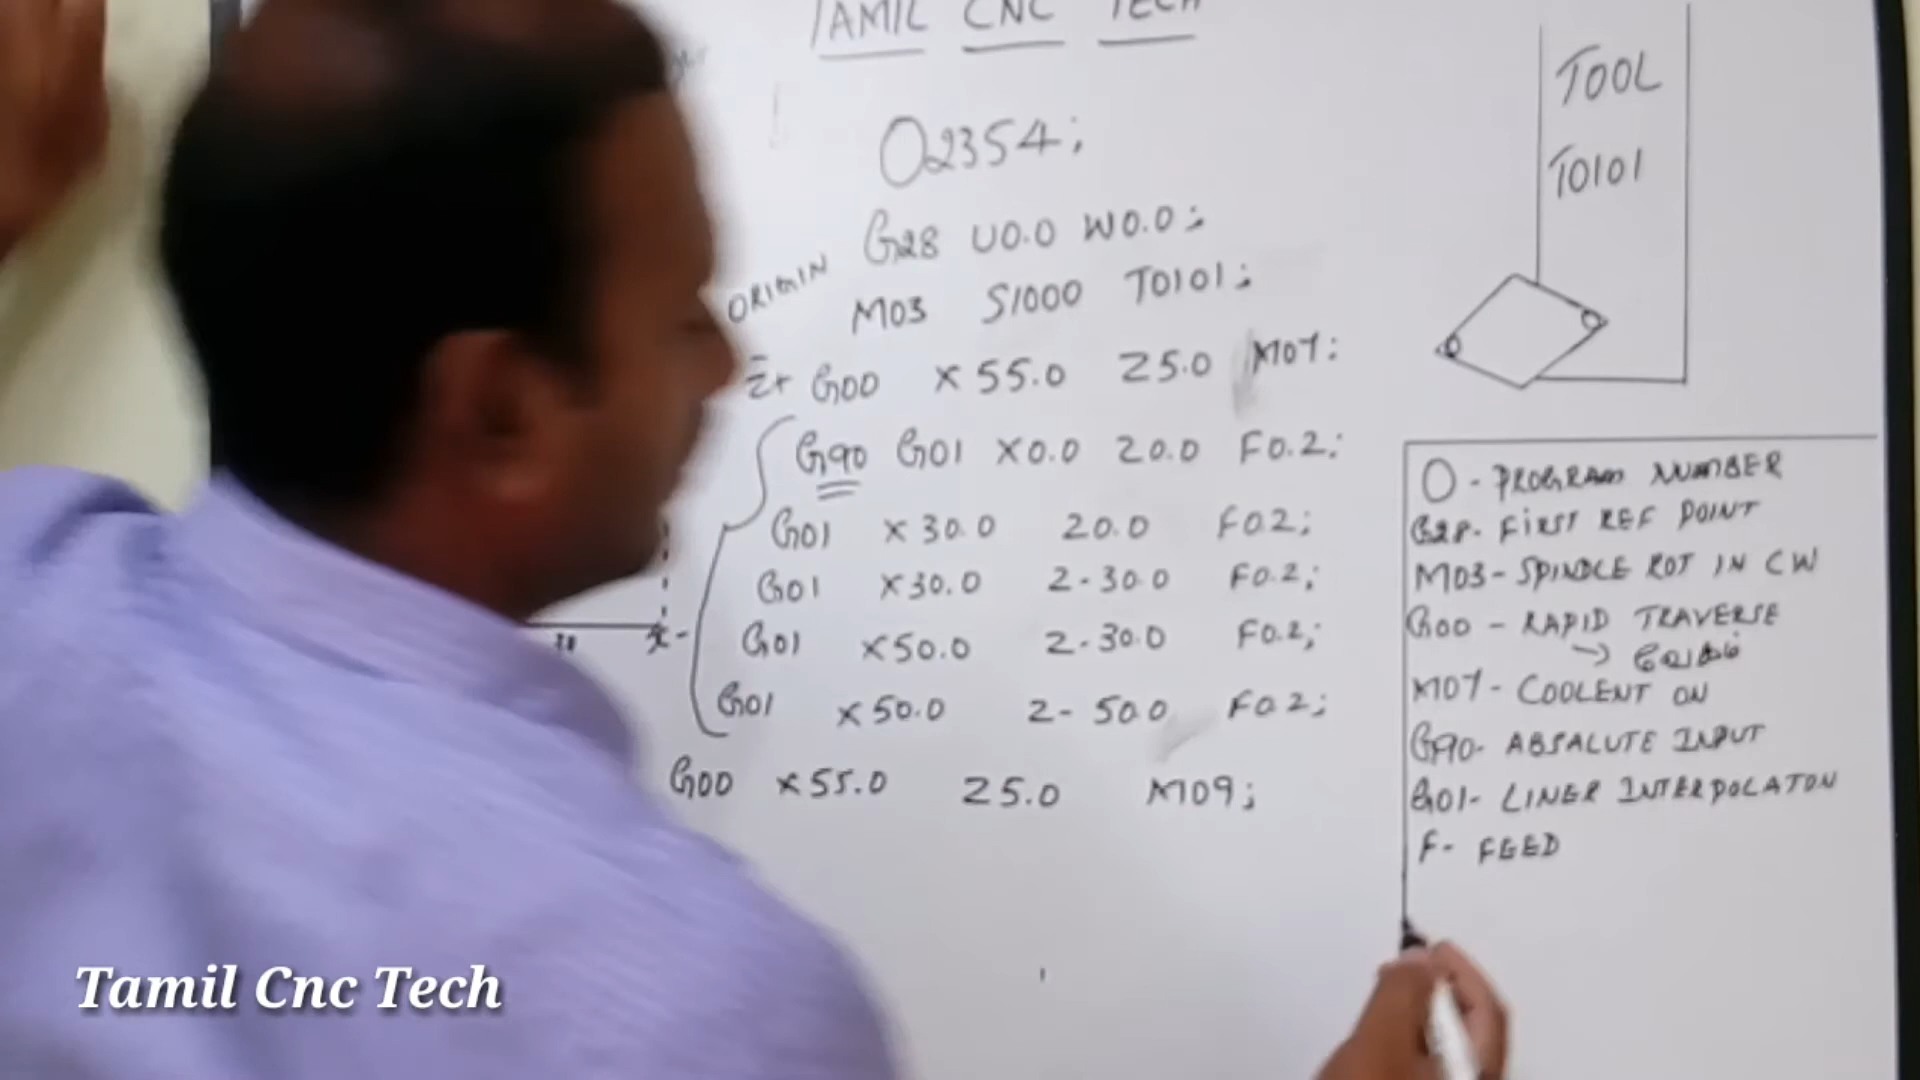 TAMIL CNC TECH
O2354;
G28 U0.0 W0.0;
ORIGIN
M03 S1000 T0101;
G00 X55.0 Z5.0 M07;
G90 G01 X0.0 Z0.0 F0.2;
G01 X30.0 Z0.0 F0.2;
G01 X30.0 Z-30.0 F0.2;
G01 X50.0 Z-30.0 F0.2;
G01 X50.0 Z-50.0 F0.2;
G00 X55.0 Z5.0 M09;
TOOL
T0101
O - PROGRAM NUMBER
G28- FIRST REF POINT
M03- SPINDLE ROT IN CW
G00 - RAPID TRAVERSE
→ வேகம்
M07- COOLENT ON
G90- ABSALUTE INPUT
G01- LINER INTERPOLATON
F- FEED
X-
Tamil Cnc Tech